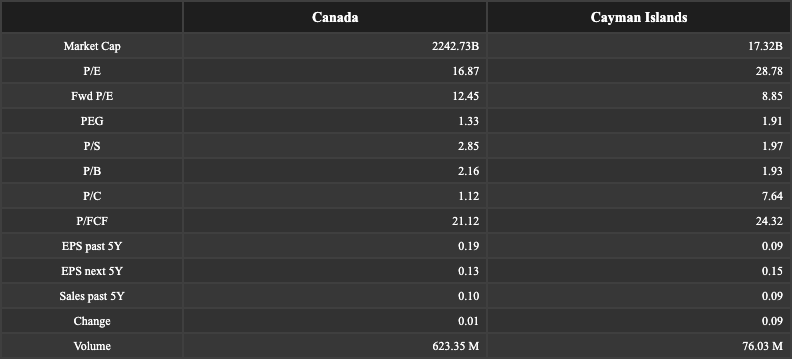 Canada Cayman Islands
Market Cap 2242.73B 17.32B
P/E 16.87 28.78
Fwd P/E 12.45 8.85
PEG 1.33 1.91
P/S 2.85 1.97
P/B 2.16 1.93
P/C 1.12 7.64
P/FCF 21.12 24.32
EPS past 5Y 0.19 0.09
EPS next 5Y 0.13 0.15
Sales past 5Y 0.10 0.09
Change 0.01 0.09
Volume 623.35 M 76.03 M